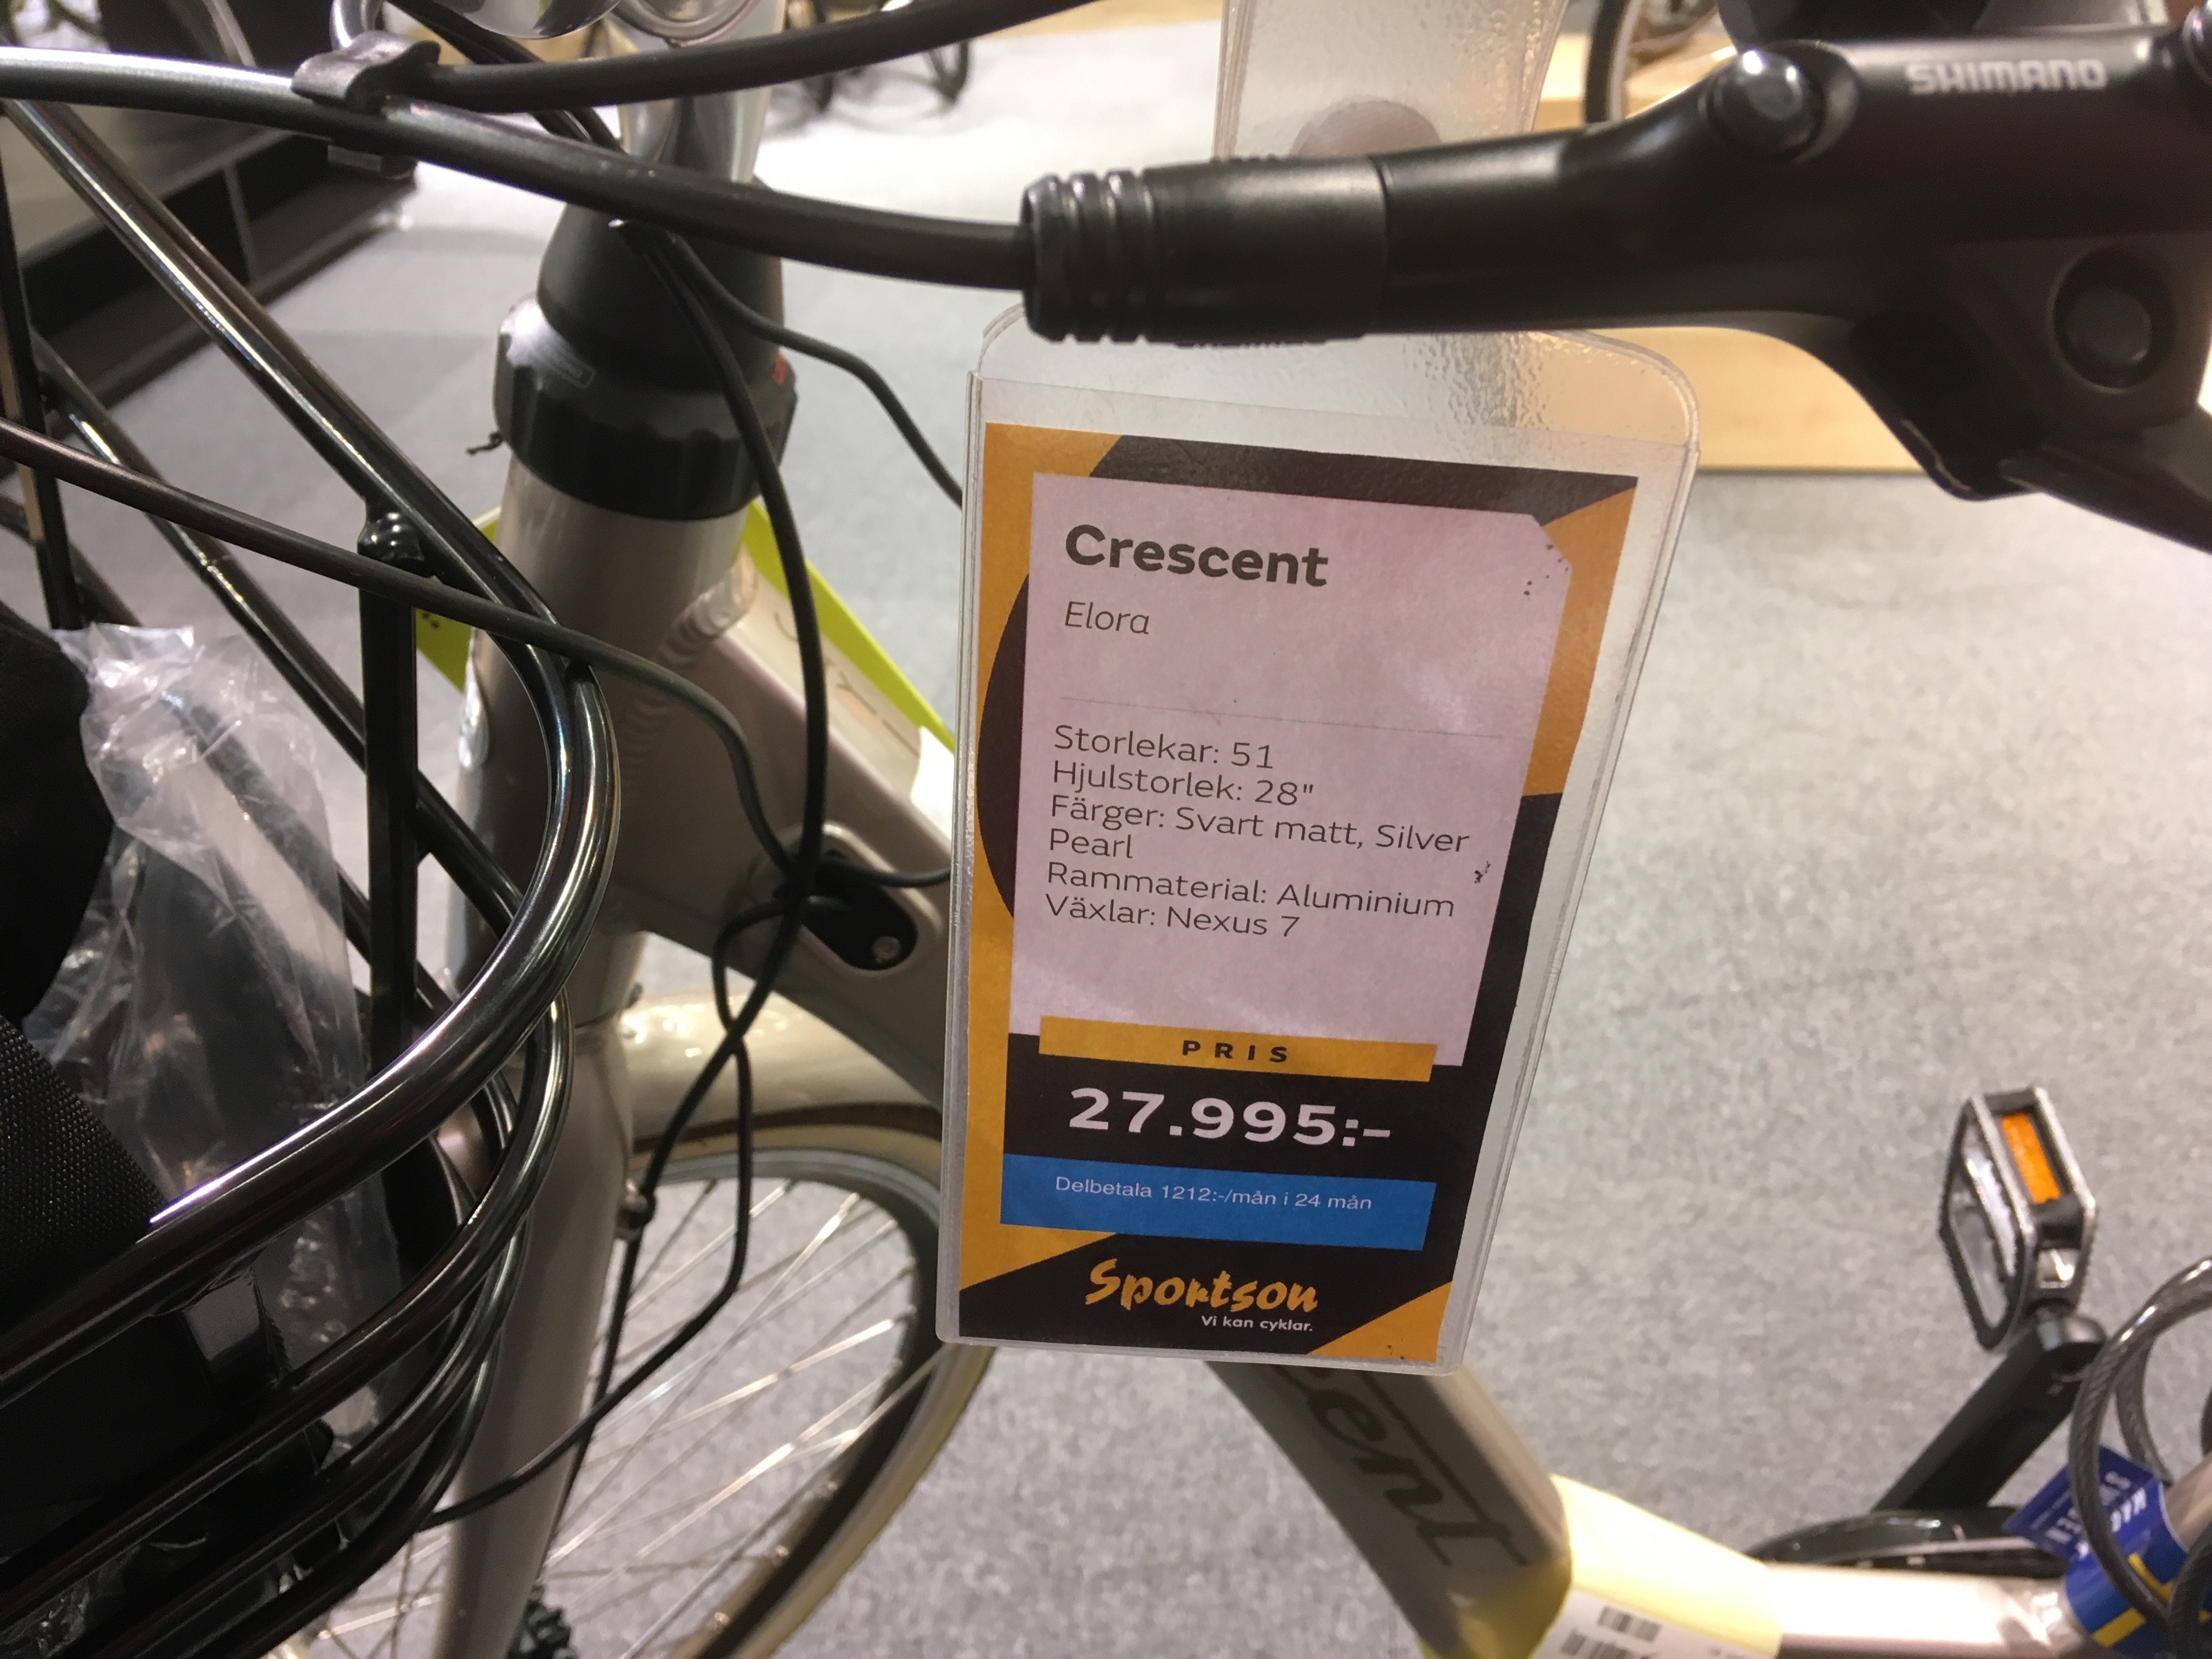 SHIMANO
Crescent
Elora
Storlekar: 51
Hjulstorlek: 28"
Färger: Svart matt, Silver
Pearl
Rammaterial: Aluminium
Växlar: Nexus 7
PRIS
27.995:-
Delbetala 1212:-/mån i 24 mån
Sportson
Vi kan cyklar.
cent